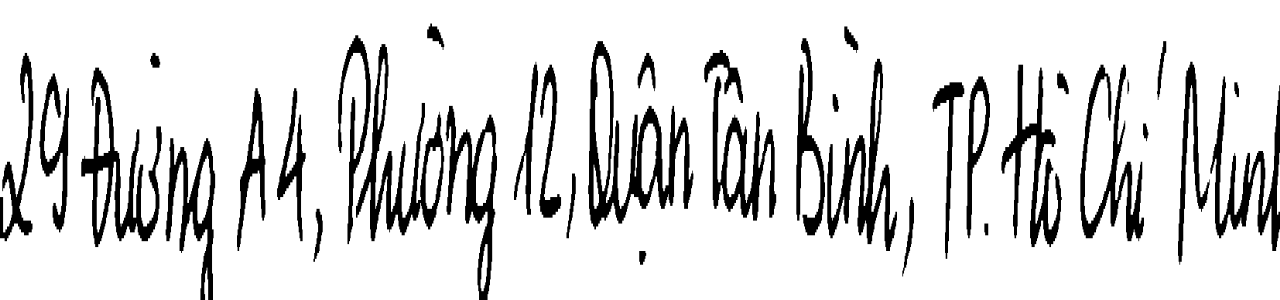 29 Đường A4, Phường 12, Quận Tân Bình, TP. Hồ Chí Minh